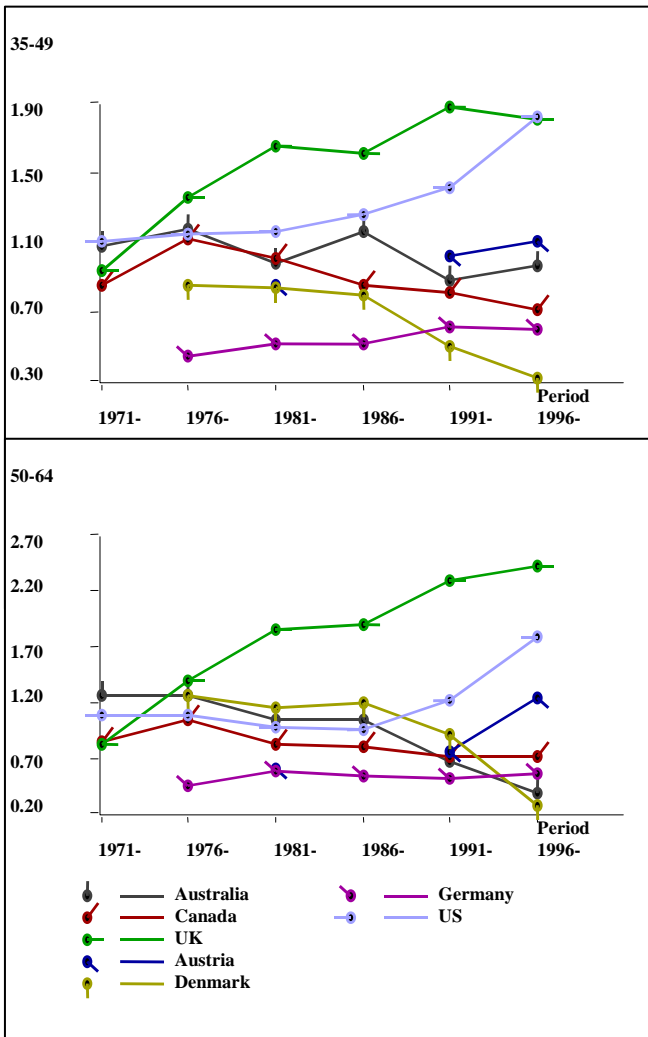 35-49
1.90
1.50
1.10
0.70
0.30
Period
1971- 1976- 1981- 1986- 1991- 1996-
50-64
2.70
2.20
1.70
1.20
0.70
0.20
Period
1971- 1976- 1981- 1986- 1991- 1996-
Australia Germany
Canada US
UK
Austria
Denmark